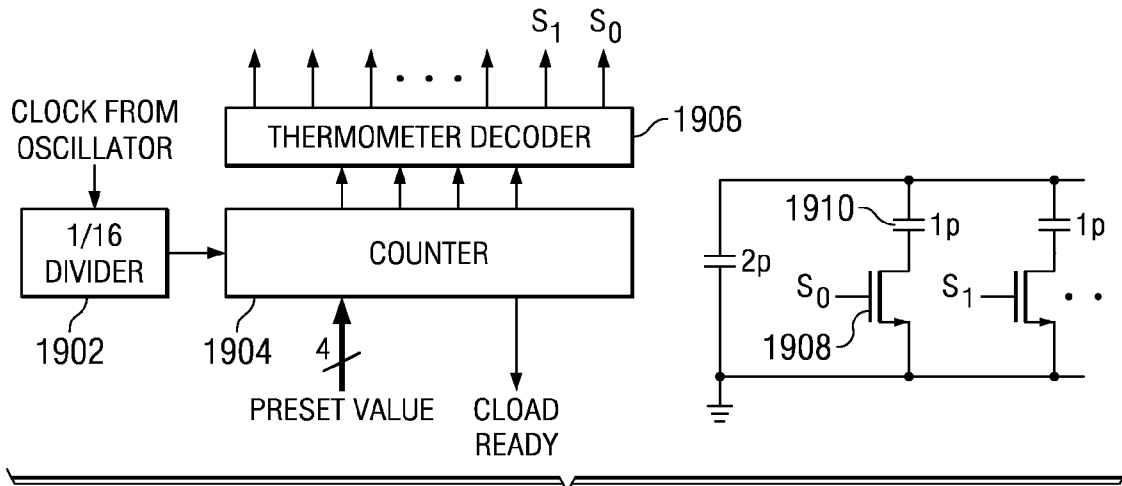 S1 S0
CLOCK FROM
OSCILLATOR
THERMOMETER DECODER
1906
1/16
DIVIDER
COUNTER
1902
1904
4
PRESET VALUE
CLOAD
READY
1910
1p
1p
2p
S0
S1
1908